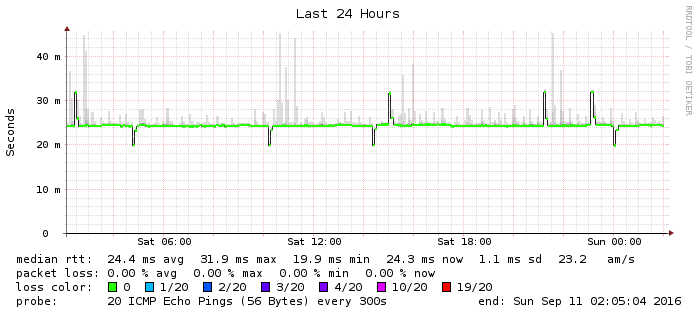 Last 24 Hours
RRDTOOL / TOBI OETIKER
Seconds
40 m
30 m
20 m
10 m
0
Sat 06:00 Sat 12:00 Sat 18:00 Sun 00:00
median rtt: 24.4 ms avg 31.9 ms max 19.9 ms min 24.3 ms now 1.1 ms sd 23.2 am/s
packet loss: 0.00 % avg 0.00 % max 0.00 % min 0.00 % now
loss color: 0 1/20 2/20 3/20 4/20 10/20 19/20
probe: 20 ICMP Echo Pings (56 Bytes) every 300s end: Sun Sep 11 02:05:04 2016